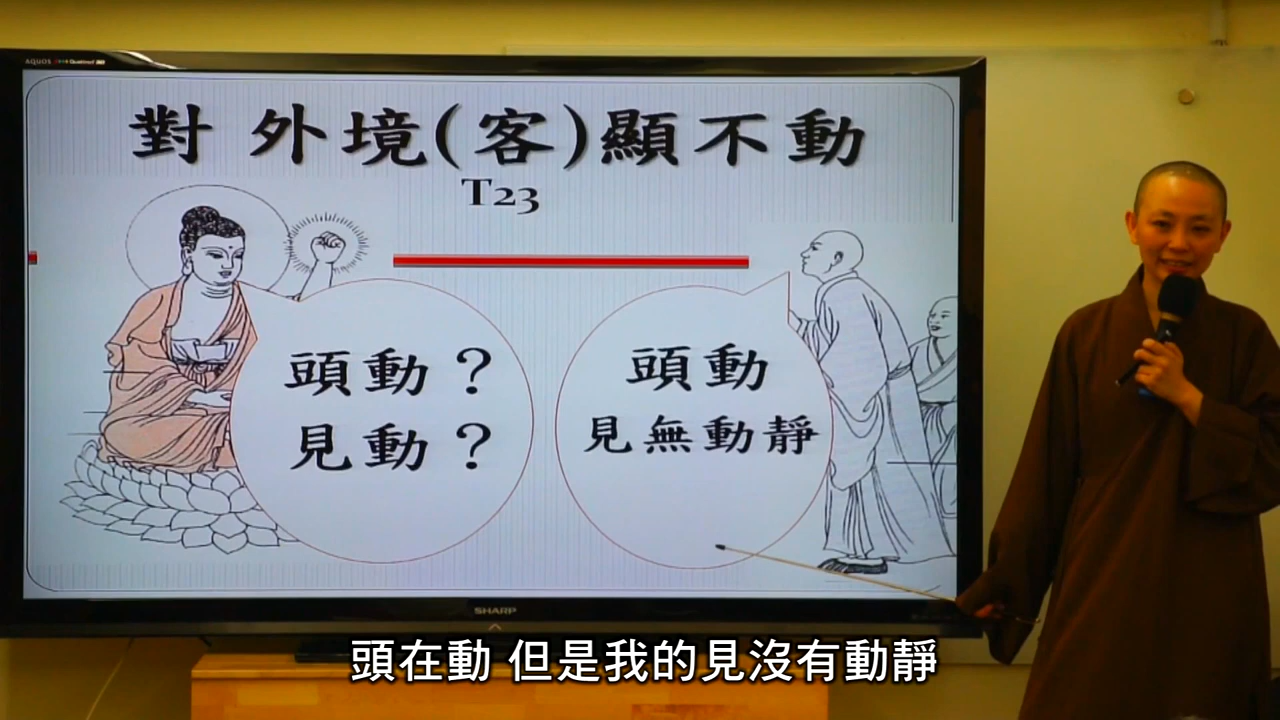 AQUOS
對 外境(客)顯不動
T23
頭動？
見動？
頭動
見無動靜
SHARP
頭在動 但是我的見沒有動靜